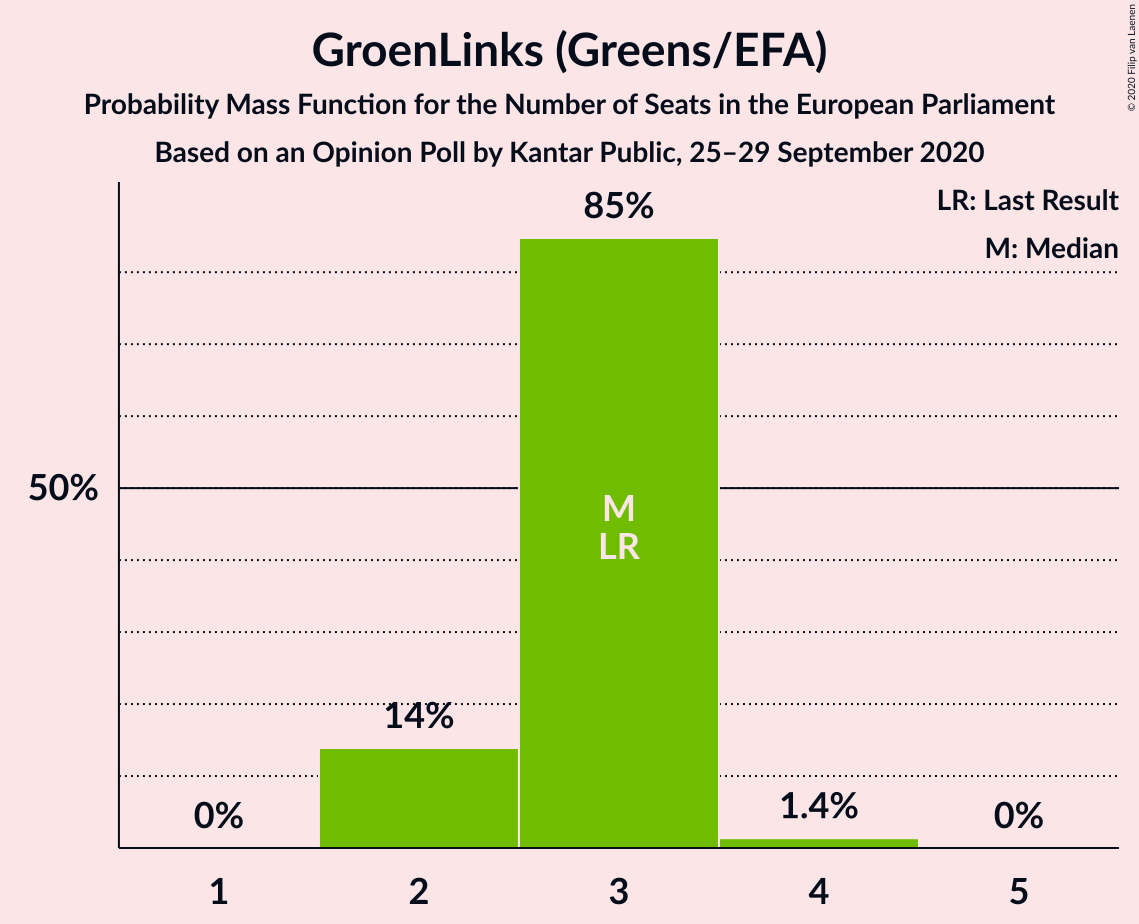 GroenLinks (Greens/EFA)
Probability Mass Function for the Number of Seats in the European Parliament
Based on an Opinion Poll by Kantar Public, 25–29 September 2020
© 2020 Filip van Laenen
LR: Last Result
M: Median
85%
50%
M
LR
14%
0%
1.4%
0%
1
2
3
4
5